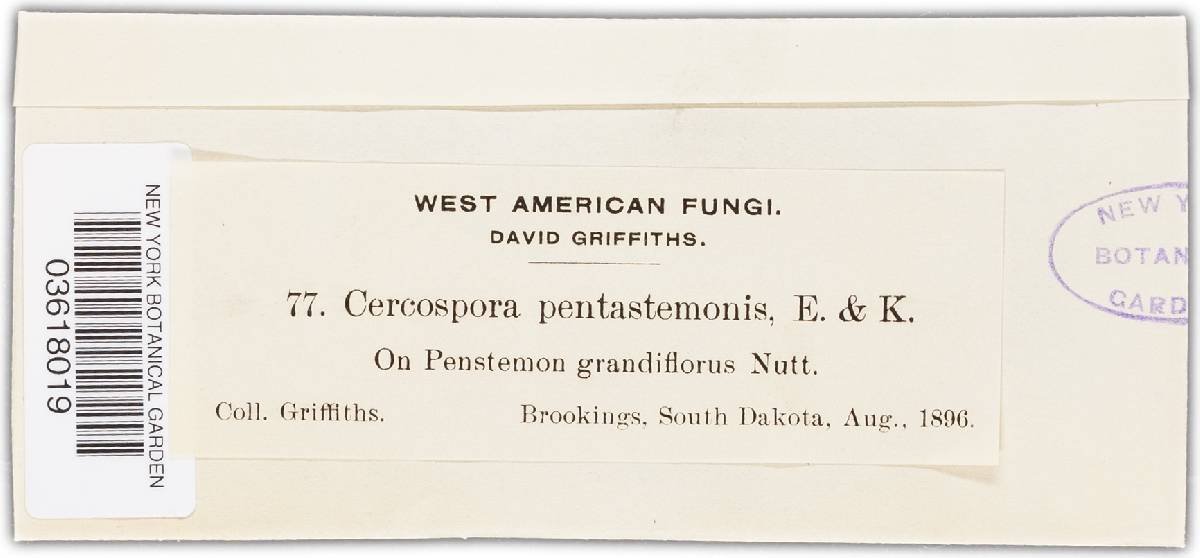 WEST AMERICAN FUNGI.
DAVID GRIFFITHS.
77. Cercospora pentastemonis, E. & K.
On Penstemon grandiflorus Nutt.
Coll. Griffiths. Brookings, South Dakota, Aug., 1896.
NEW YORK BOTANICAL GARDEN
03618019
NEW Y
BOTAN
GARD